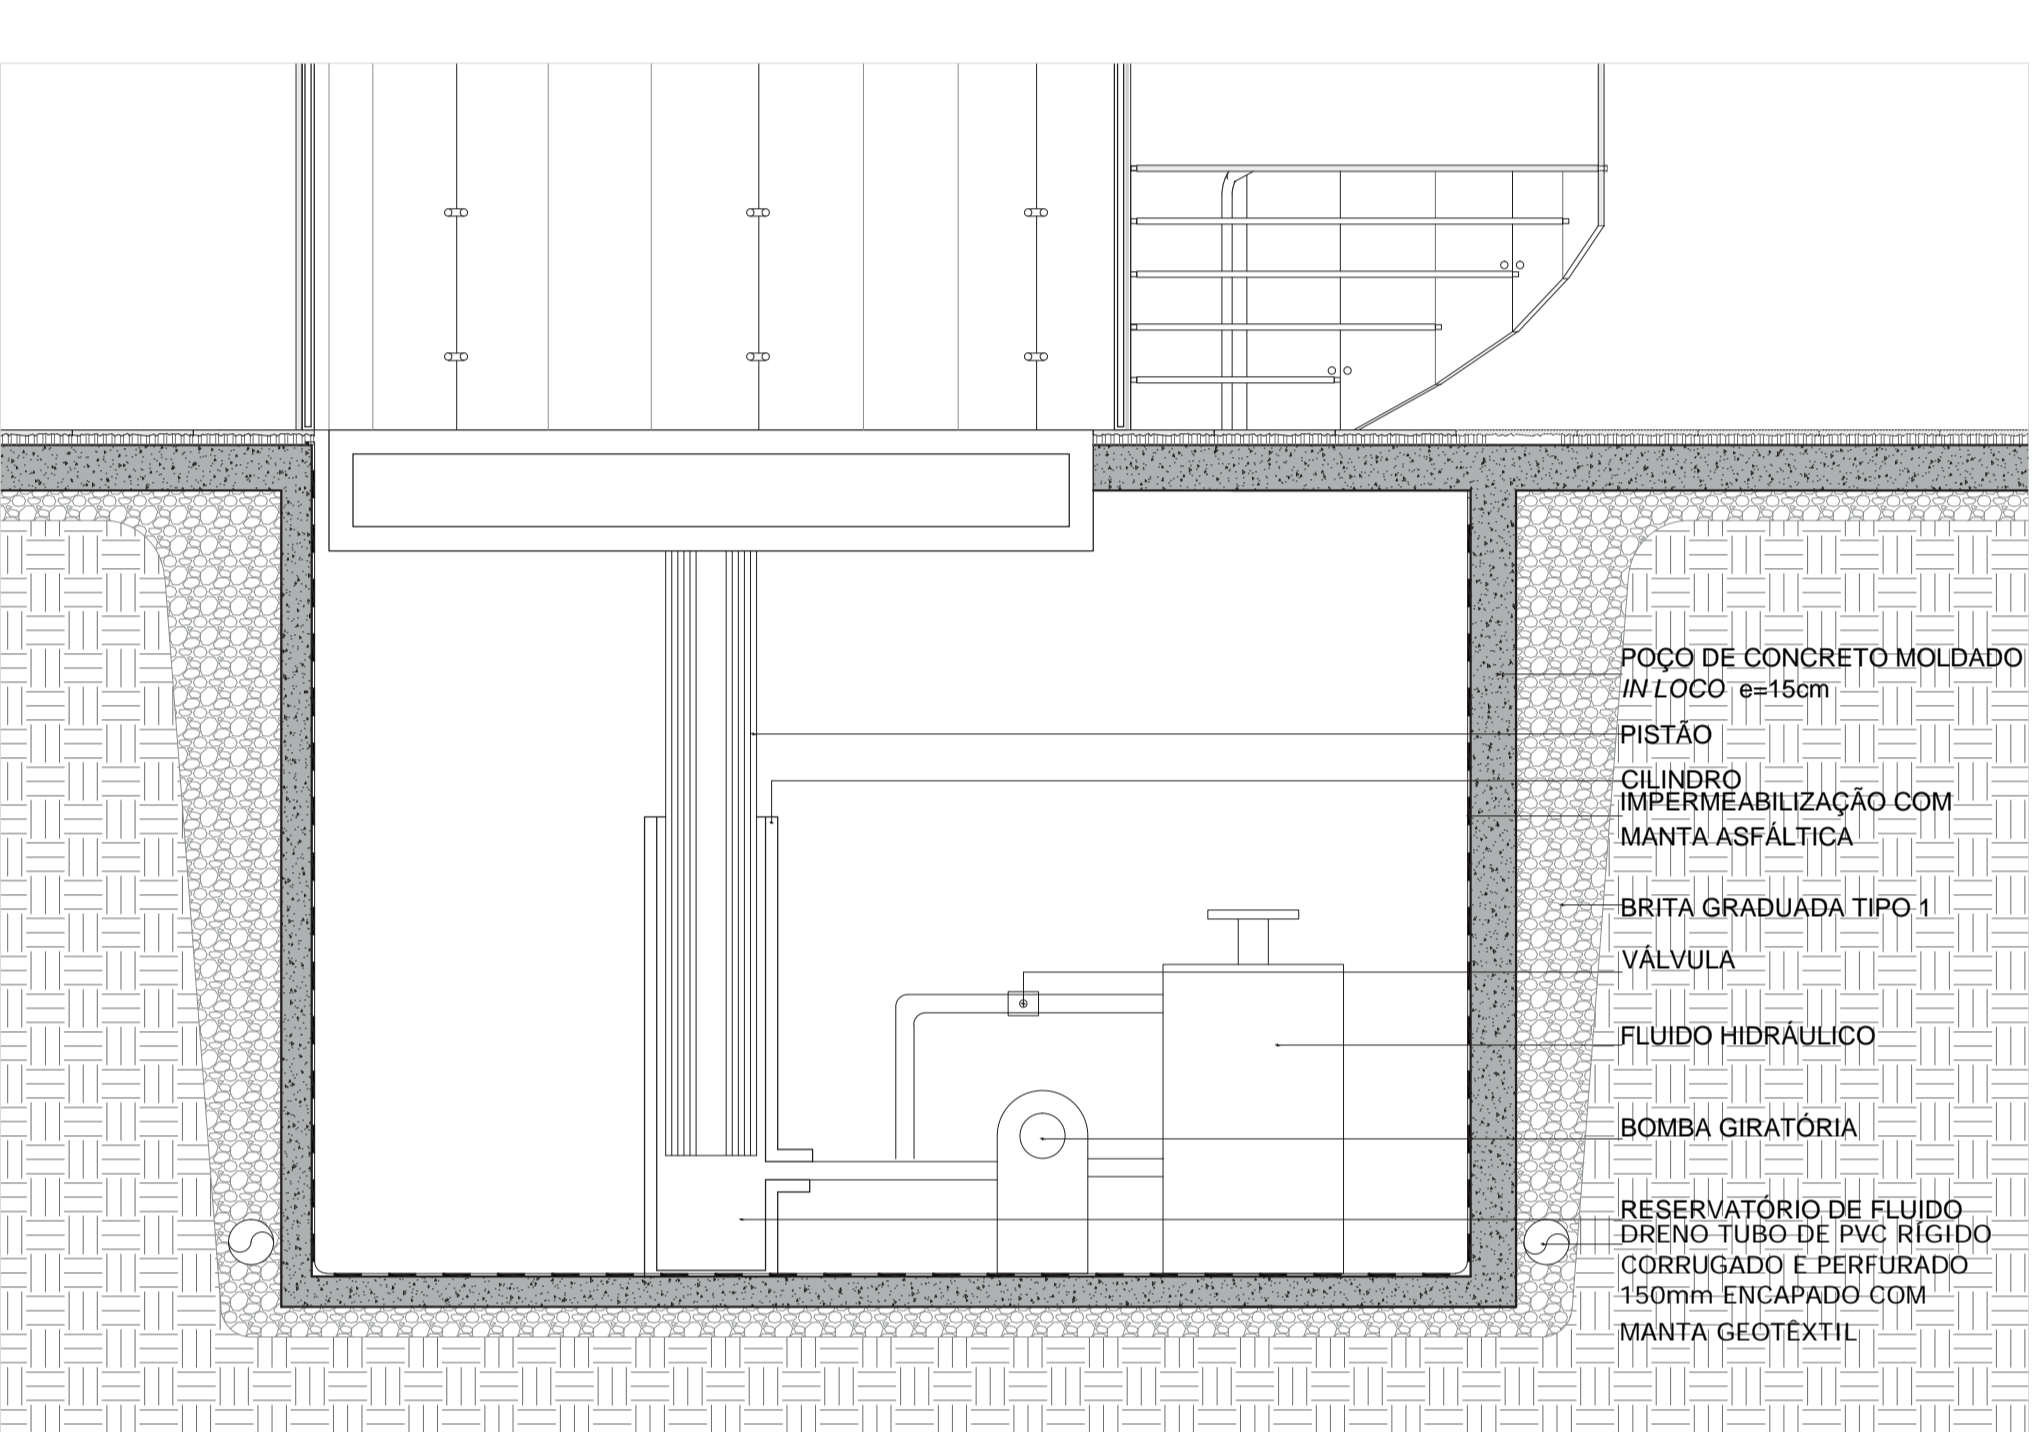 POÇO DE CONCRETO MOLDADO
IN LOCO e=15cm
PISTÃO
CILINDRO
IMPERMEABILIZAÇÃO COM
MANTA ASFÁLTICA
BRITA GRADUADA TIPO 1
VÁLVULA
FLUIDO HIDRÁULICO
BOMBA GIRATÓRIA
RESERVATÓRIO DE FLUIDO
DRENO TUBO DE PVC RÍGIDO
CORRUGADO E PERFURADO
150mm ENCAPADO COM
MANTA GEOTÊXTIL